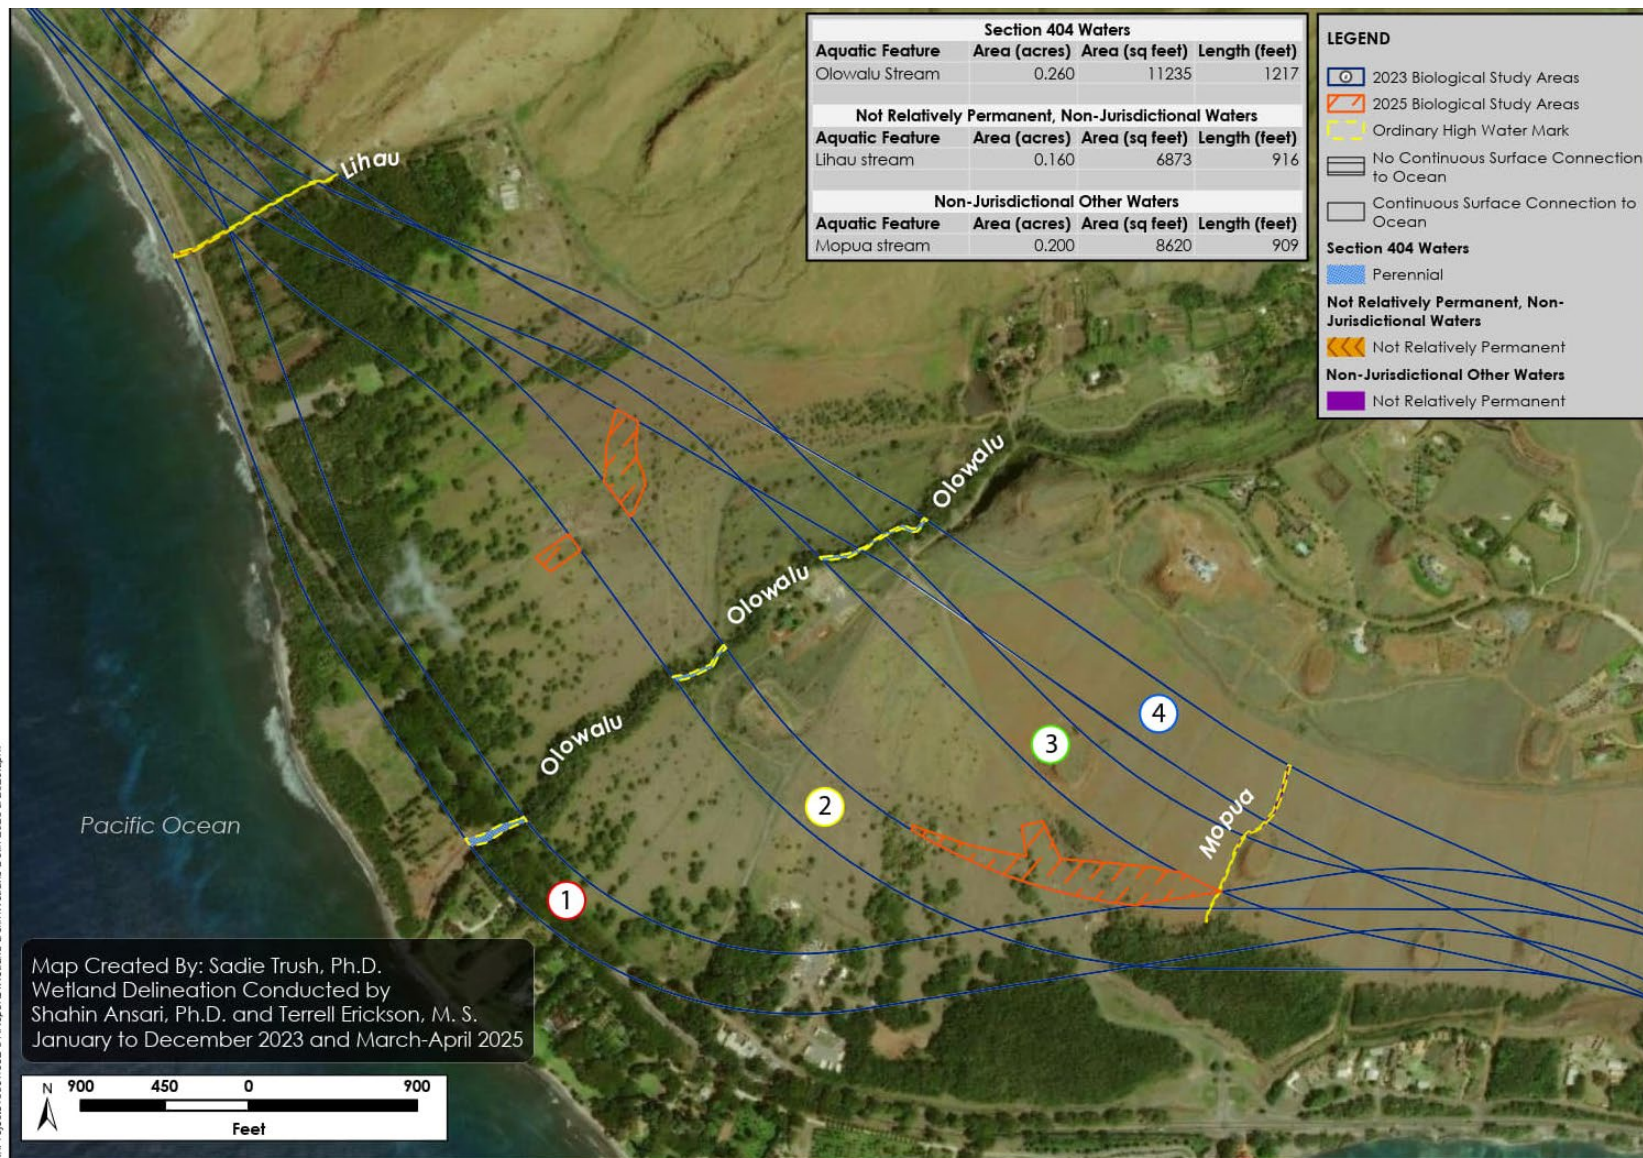 Section 404 Waters
Aquatic Feature Area (acres) Area (sq feet) Length (feet)
Olowalu Stream 0.260 11235 1217
Not Relatively Permanent, Non-Jurisdictional Waters
Aquatic Feature Area (acres) Area (sq feet) Length (feet)
Lihau stream 0.160 6873 916
Non-Jurisdictional Other Waters
Aquatic Feature Area (acres) Area (sq feet) Length (feet)
Mopua stream 0.200 8620 909
LEGEND
2023 Biological Study Areas
2025 Biological Study Areas
Ordinary High Water Mark
No Continuous Surface Connection
to Ocean
Continuous Surface Connection to
Ocean
Section 404 Waters
Perennial
Not Relatively Permanent, Non-
Jurisdictional Waters
Not Relatively Permanent
Non-Jurisdictional Other Waters
Not Relatively Permanent
Lihau
Olowalu
Olowalu
Olowalu
Mopua
4
3
2
1
Pacific Ocean
Map Created By: Sadie Trush, Ph.D.
Wetland Delineation Conducted by
Shahin Ansari, Ph.D. and Terrell Erickson, M. S.
January to December 2023 and March-April 2025
N 900 450 0 900
Feet